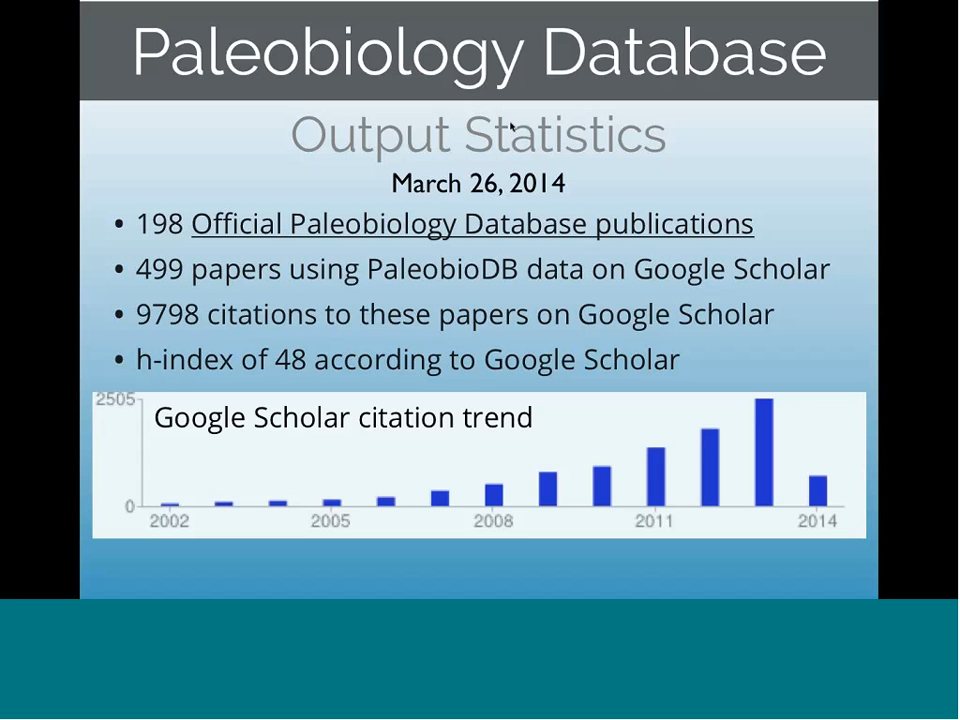 Paleobiology Database
Output Statistics
March 26, 2014
• 198 Official Paleobiology Database publications
• 499 papers using PaleobioDB data on Google Scholar
• 9798 citations to these papers on Google Scholar
• h-index of 48 according to Google Scholar
2505
Google Scholar citation trend
0
2002 2005 2008 2011 2014